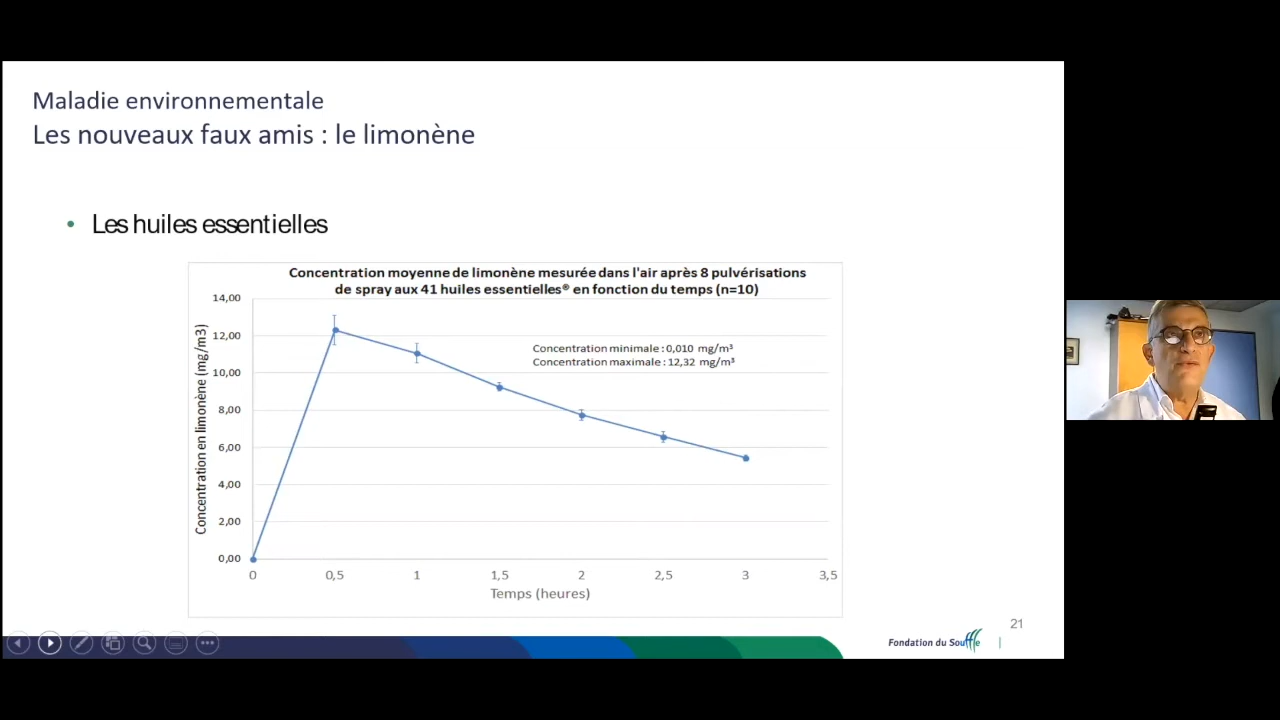 Maladie environnementale
Les nouveaux faux amis : le limonène
• Les huiles essentielles
Concentration moyenne de limonène mesurée dans l'air après 8 pulvérisations
de spray aux 41 huiles essentielles® en fonction du temps (n=10)
Concentration en limonène (mg/m3)
14,00
12,00
10,00
8,00
6,00
4,00
2,00
0,00
Concentration minimale : 0,010 mg/m³
Concentration maximale : 12,32 mg/m³
0 0,5 1 1,5 2 2,5 3 3,5
Temps (heures)
21
Fondation du Souffle